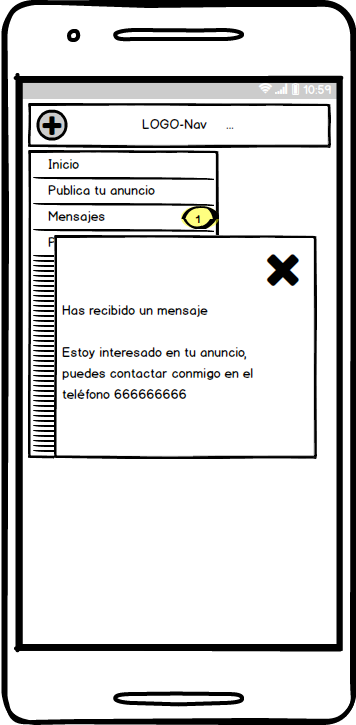 10:59
LOGO-Nav ...
Inicio
Publica tu anuncio
Mensajes 1
P
Has recibido un mensaje
Estoy interesado en tu anuncio,
puedes contactar conmigo en el
teléfono 666666666